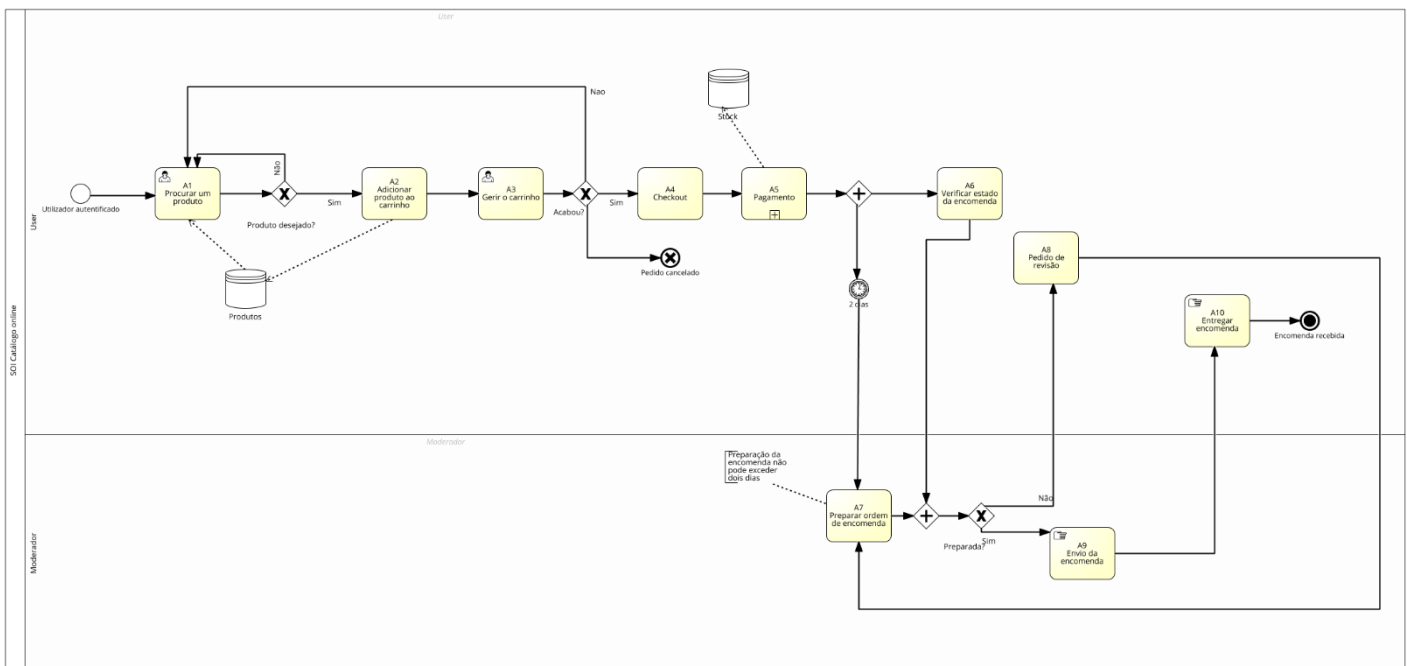 User
Nao
Stock
Não
A1
Procurar um
produto
A2
Adicionar
produto ao
carrinho
A3
Gerir o carrinho
A4
Checkout
A5
Pagamento
A6
Verificar estado
da encomenda
Utilizador autentificado
Sim
Acabou?
Sim
Produto desejado?
User
A8
Pedido de
revisão
Pedido cancelado
2 dias
Produtos
A10
Entregar
encomenda
Encomenda recebida
SOI Catálogo online
Moderador
Preparação da
encomenda não
pode exceder
dois dias
A7
Preparar ordem
de encomenda
Não
Preparada?
Sim
A9
Envio da
encomenda
Moderador